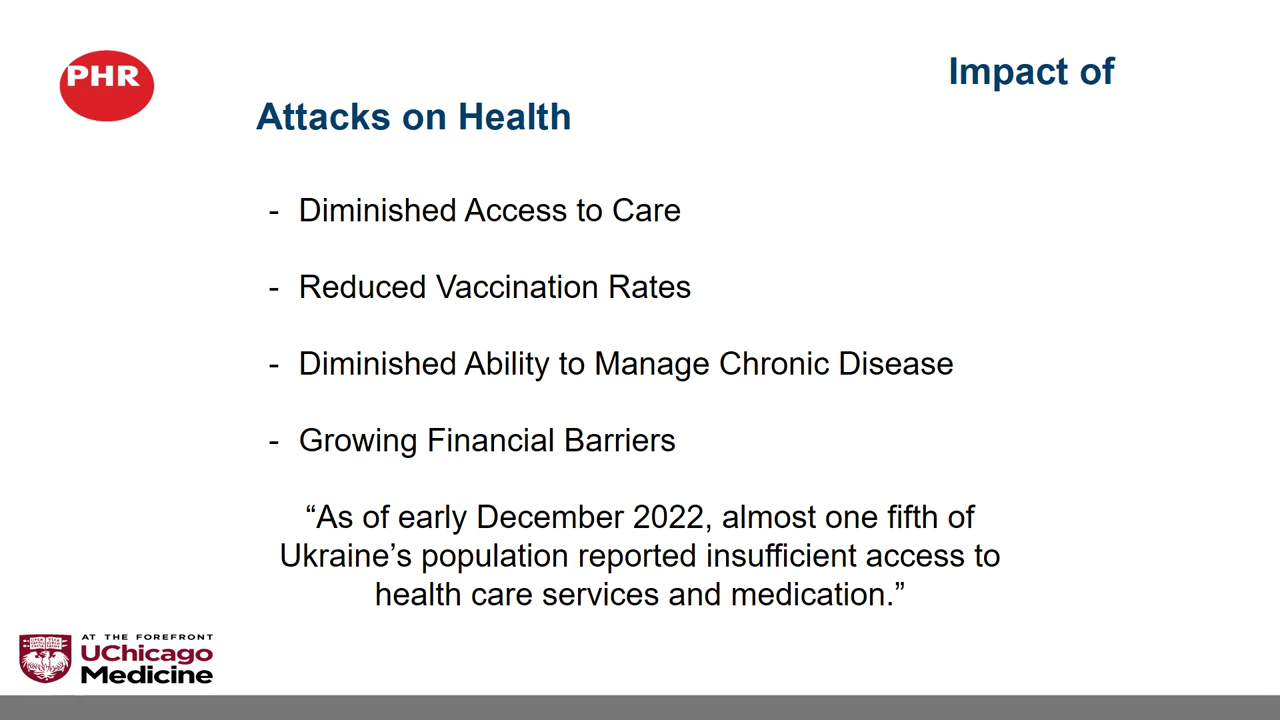 PHR
Impact of
Attacks on Health
- Diminished Access to Care
- Reduced Vaccination Rates
- Diminished Ability to Manage Chronic Disease
- Growing Financial Barriers
“As of early December 2022, almost one fifth of
Ukraine’s population reported insufficient access to
health care services and medication.”
AT THE FOREFRONT
UChicago
Medicine